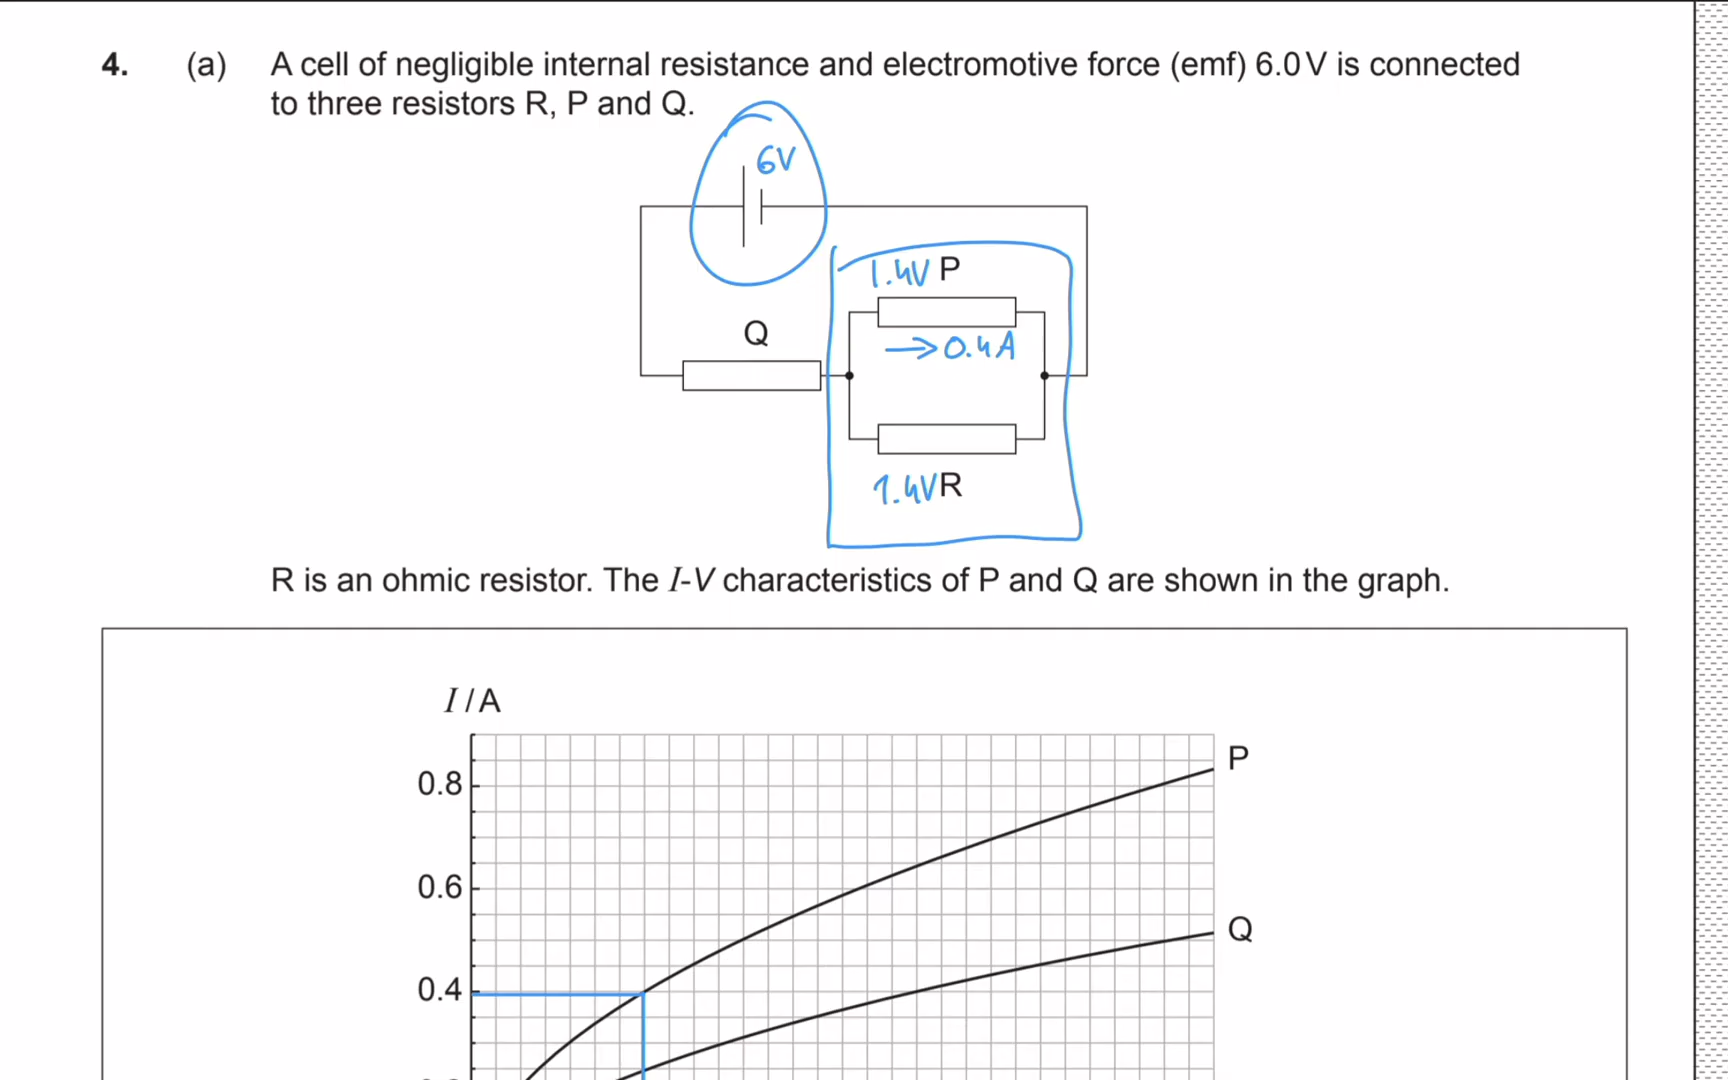 4. (a) A cell of negligible internal resistance and electromotive force (emf) 6.0 V is connected
to three resistors R, P and Q.
6V
1.4V P
Q
→0.4A
1.4V R
R is an ohmic resistor. The I-V characteristics of P and Q are shown in the graph.
I / A
P
0.8
0.6
Q
0.4